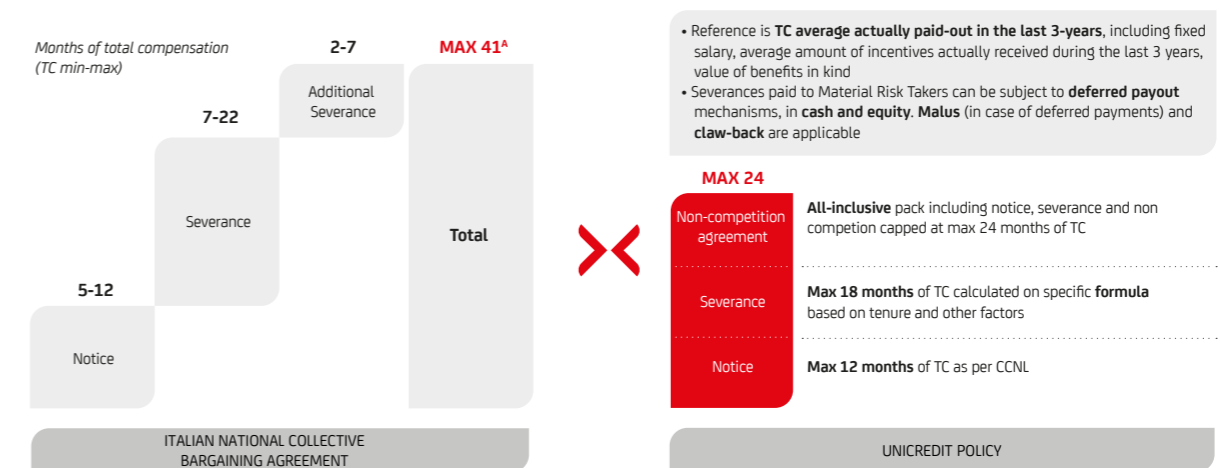 Months of total compensation
(TC min-max)
2-7
MAX 41ᴬ
Additional
Severance
7-22
Severance
Total
5-12
Notice
ITALIAN NATIONAL COLLECTIVE
BARGAINING AGREEMENT
• Reference is TC average actually paid-out in the last 3-years, including fixed
salary, average amount of incentives actually received during the last 3 years,
value of benefits in kind
• Severances paid to Material Risk Takers can be subject to deferred payout
mechanisms, in cash and equity. Malus (in case of deferred payments) and
claw-back are applicable
MAX 24
Non-competition
agreement
All-inclusive pack including notice, severance and non
competion capped at max 24 months of TC
Severance
Max 18 months of TC calculated on specific formula
based on tenure and other factors
Notice
Max 12 months of TC as per CCNL
UNICREDIT POLICY